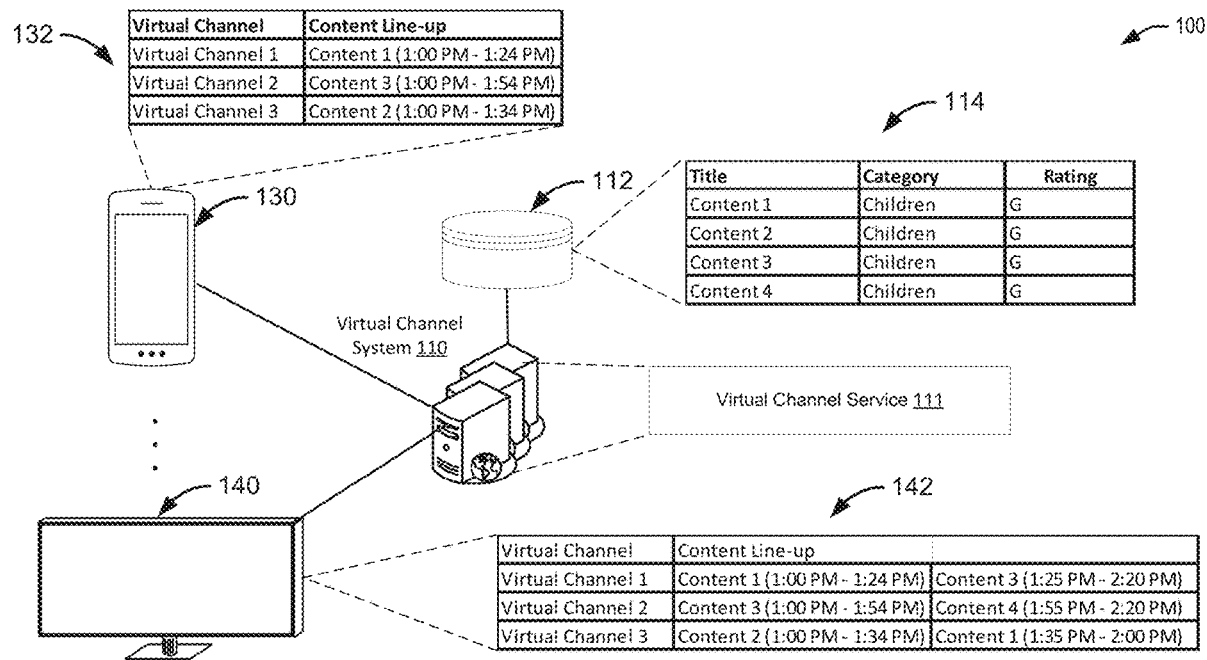 100
132
Virtual Channel Content Line-up
Virtual Channel 1 Content 1 (1:00 PM - 1:24 PM)
Virtual Channel 2 Content 3 (1:00 PM - 1:54 PM)
Virtual Channel 3 Content 2 (1:00 PM - 1:34 PM)
114
Title Category Rating
Content 1 Children G
Content 2 Children G
Content 3 Children G
Content 4 Children G
130
112
Virtual Channel
System 110
Virtual Channel Service 111
140
142
Virtual Channel Content Line-up
Virtual Channel 1 Content 1 (1:00 PM - 1:24 PM) Content 3 (1:25 PM - 2:20 PM)
Virtual Channel 2 Content 3 (1:00 PM - 1:54 PM) Content 4 (1:55 PM - 2:20 PM)
Virtual Channel 3 Content 2 (1:00 PM - 1:34 PM) Content 1 (1:35 PM - 2:00 PM)